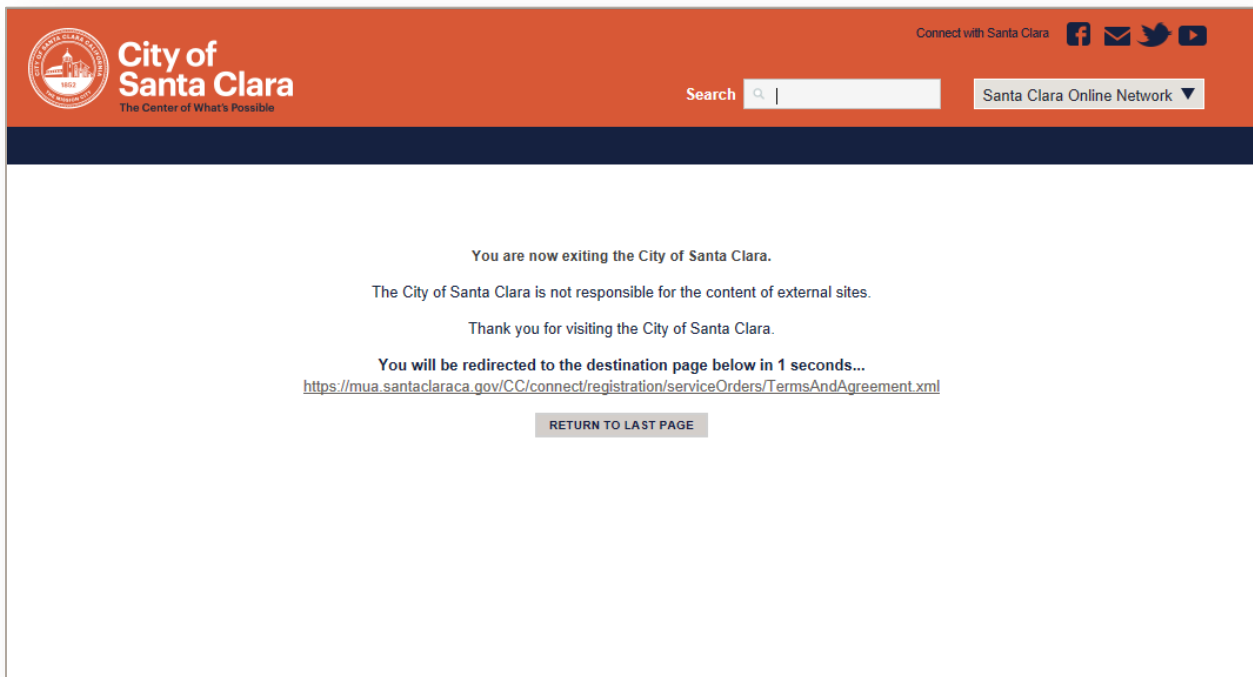 Connect with Santa Clara
City of
Santa Clara
The Center of What's Possible
1852
Search
Santa Clara Online Network
You are now exiting the City of Santa Clara.
The City of Santa Clara is not responsible for the content of external sites.
Thank you for visiting the City of Santa Clara.
You will be redirected to the destination page below in 1 seconds...
https://mua.santaclaraca.gov/CC/connect/registration/serviceOrders/TermsAndAgreement.xml
RETURN TO LAST PAGE